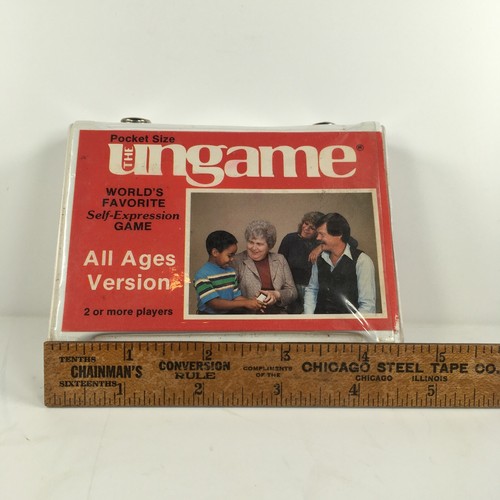 Pocket Size
THE ungame®
WORLD'S
FAVORITE
Self-Expression
GAME
All Ages
Version
2 or more players
TENTHS 1 2 3 4 5
CHAINMAN'S CONVERSION RULE COMPLIMENTS OF THE CHICAGO STEEL TAPE CO.
CHICAGO ILLINOIS
SIXTEENTHS 1 2 3 4 5